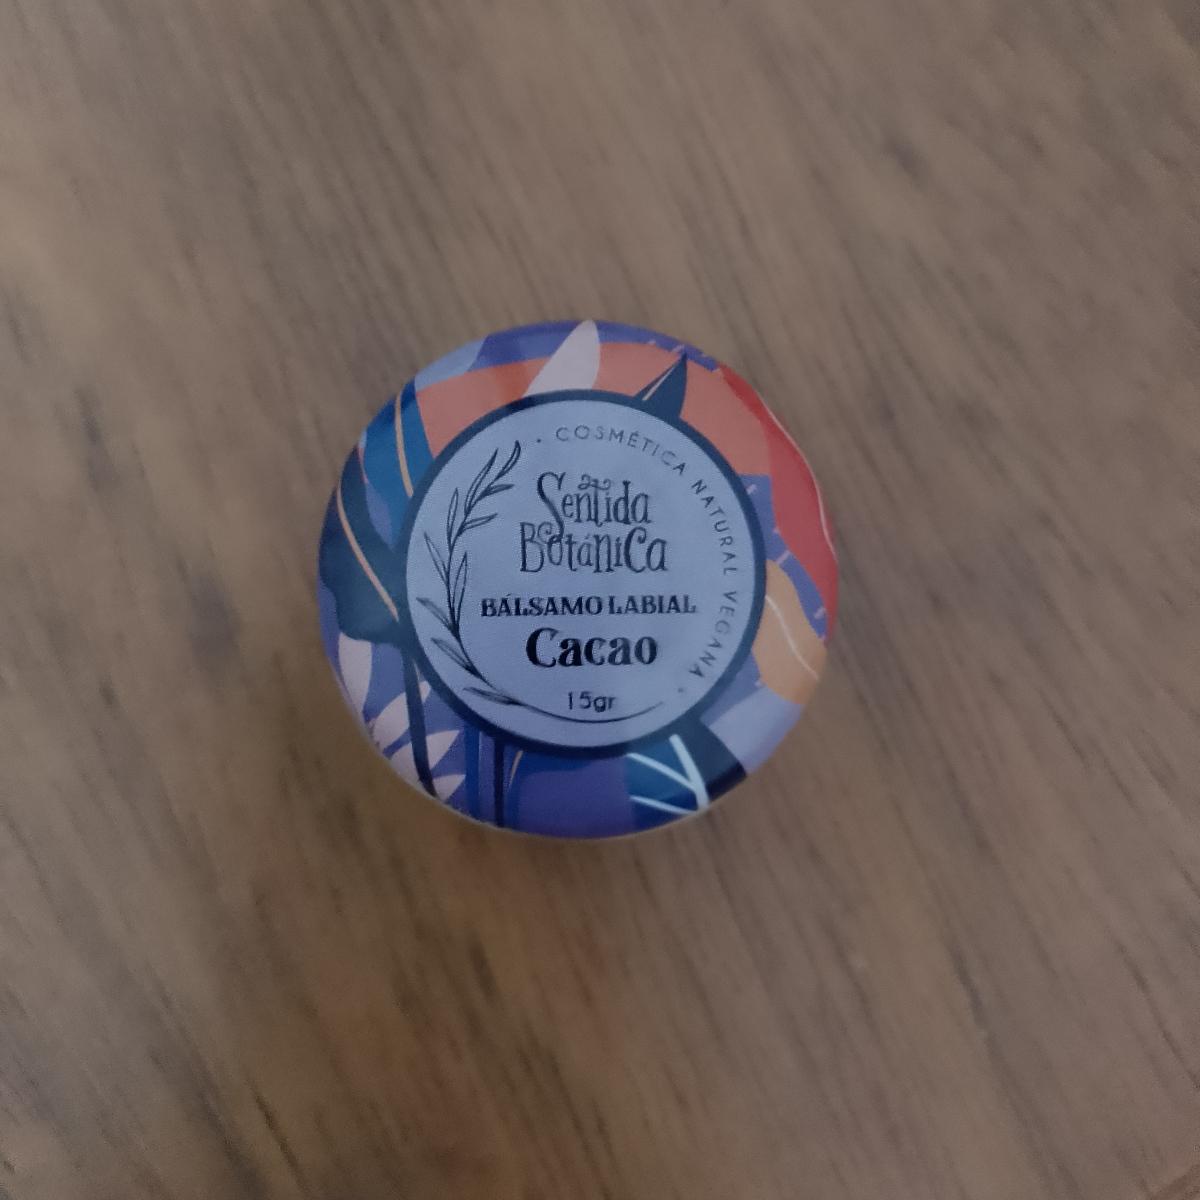 · COSMÉTICA NATURAL VEGANA ·
Sentida
Botánica
BÁLSAMO LABIAL
Cacao
15gr